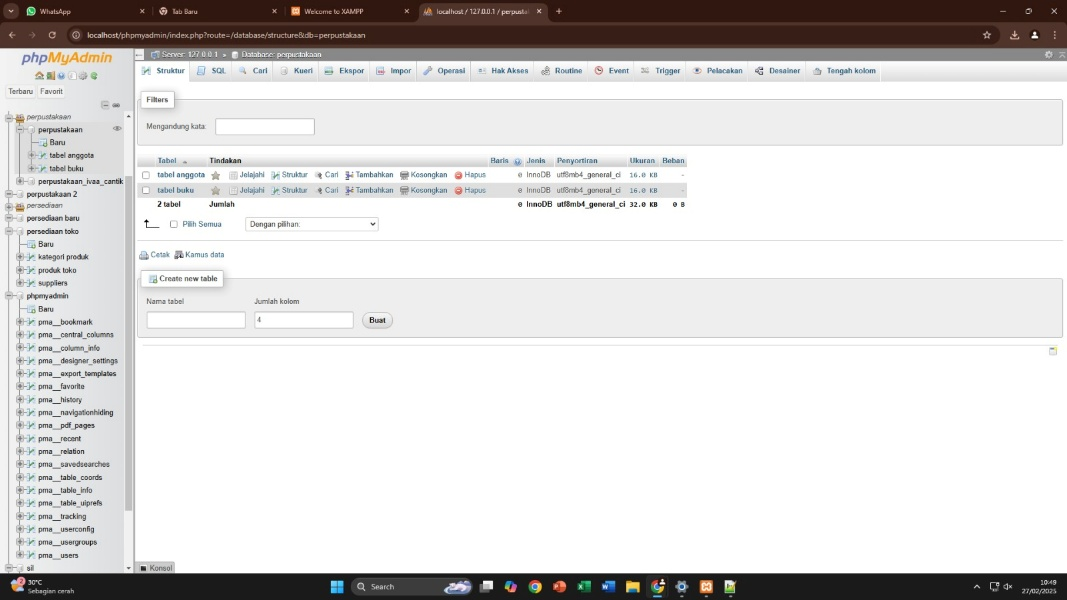 WhatsApp
Tab Baru
Welcome to XAMPP
localhost / 127.0.0.1 / perpusta
localhost/phpmyadmin/index.php?route=/database/structure&db=perpustakaan
phpMyAdmin
Terbaru Favorit
perpustakaan
perpustakaan
Baru
tabel anggota
tabel buku
perpustakaan_ivaa_cantik
perpustakaan 2
persediaan
persediaan baru
persediaan toko
Baru
kategori produk
produk toko
suppliers
phpmyadmin
Baru
pma__bookmark
pma__central_columns
pma__column_info
pma__designer_settings
pma__export_templates
pma__favorite
pma__history
pma__navigationhiding
pma__pdf_pages
pma__recent
pma__relation
pma__savedsearches
pma__table_coords
pma__table_info
pma__table_uiprefs
pma__tracking
pma__userconfig
pma__usergroups
pma__users
sil
Server: 127.0.0.1 » Database: perpustakaan
Struktur SQL Cari Kueri Ekspor Impor Operasi Hak Akses Routine Event Trigger Pelacakan Desainer Tengah kolom
Filters
Mengandung kata:
Tabel Tindakan Baris Jenis Penyortiran Ukuran Beban
tabel anggota Jelajahi Struktur Cari Tambahkan Kosongkan Hapus 0 InnoDB utf8mb4_general_ci 16.0 KB -
tabel buku Jelajahi Struktur Cari Tambahkan Kosongkan Hapus 0 InnoDB utf8mb4_general_ci 16.0 KB -
2 tabel Jumlah 0 InnoDB utf8mb4_general_ci 32.0 KB 0 B
Pilih Semua Dengan pilihan:
Cetak Kamus data
Create new table
Nama tabel Jumlah kolom
4 Buat
Konsol
2
30°C
Sebagian cerah
Search
10:49
27/02/2025